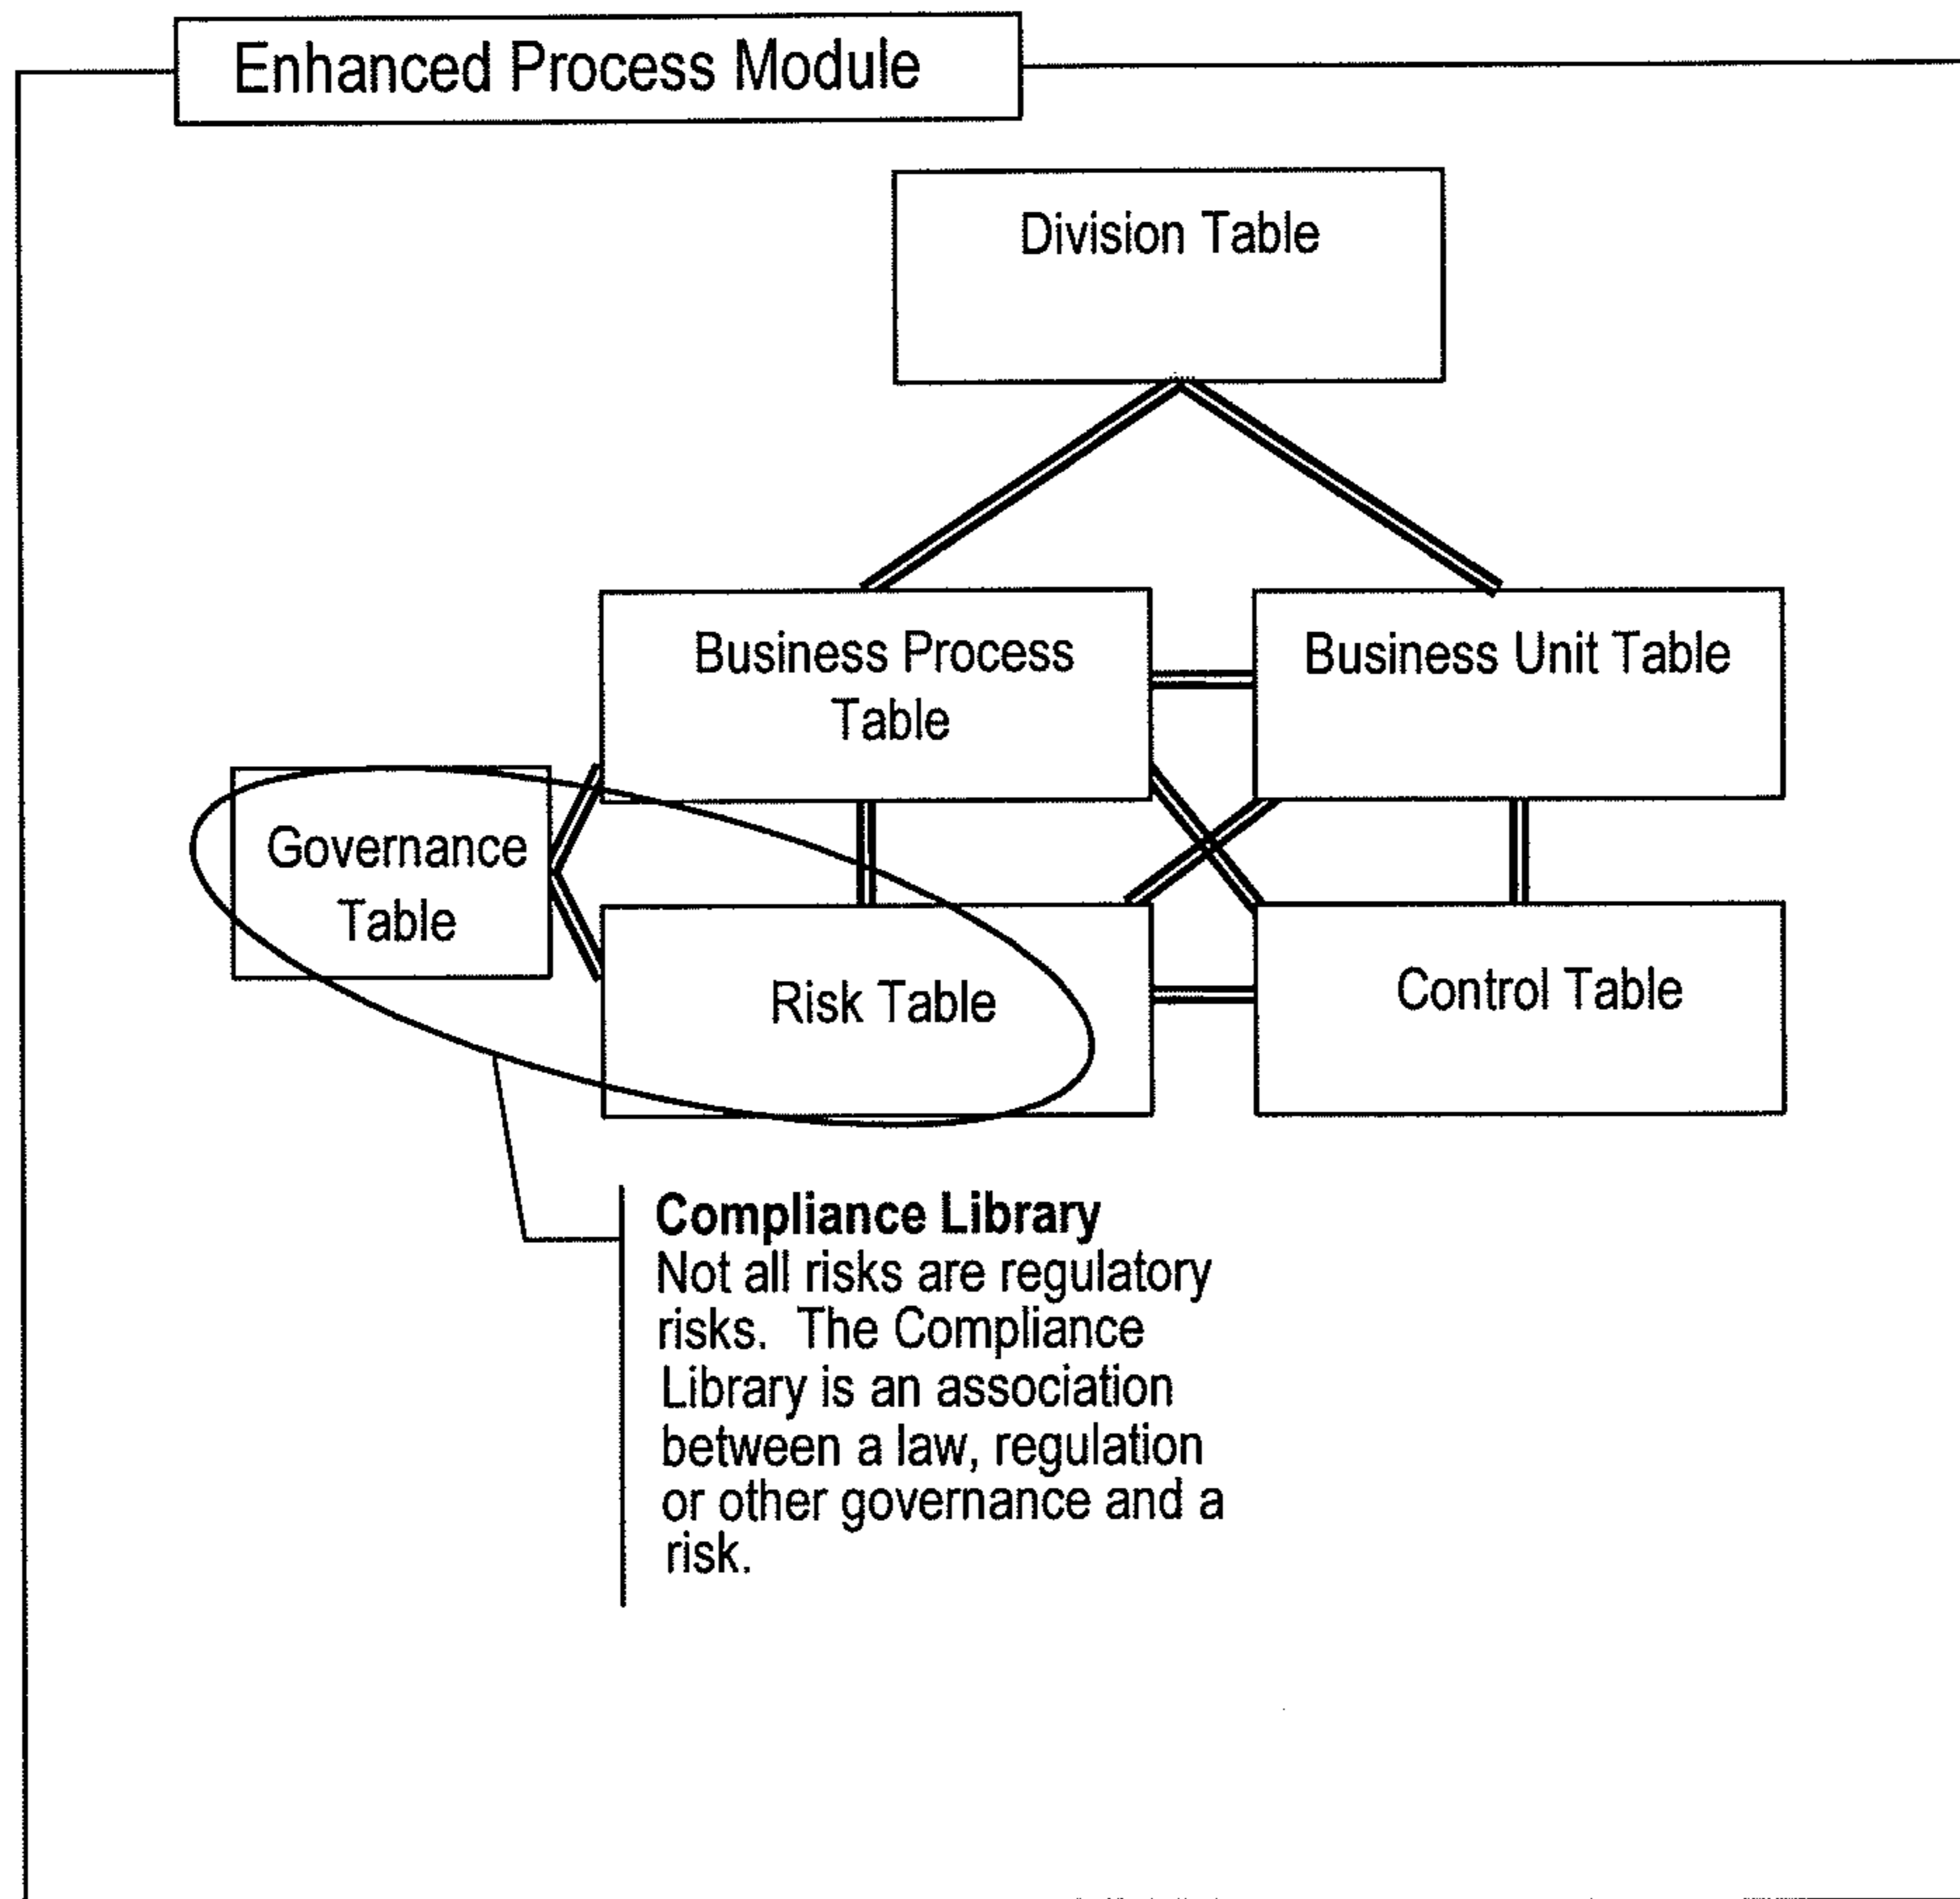 Enhanced Process Module
Division Table
Business Process
Table
Business Unit Table
Governance
Table
Risk Table
Control Table
Compliance Library
Not all risks are regulatory
risks. The Compliance
Library is an association
between a law, regulation
or other governance and a
risk.